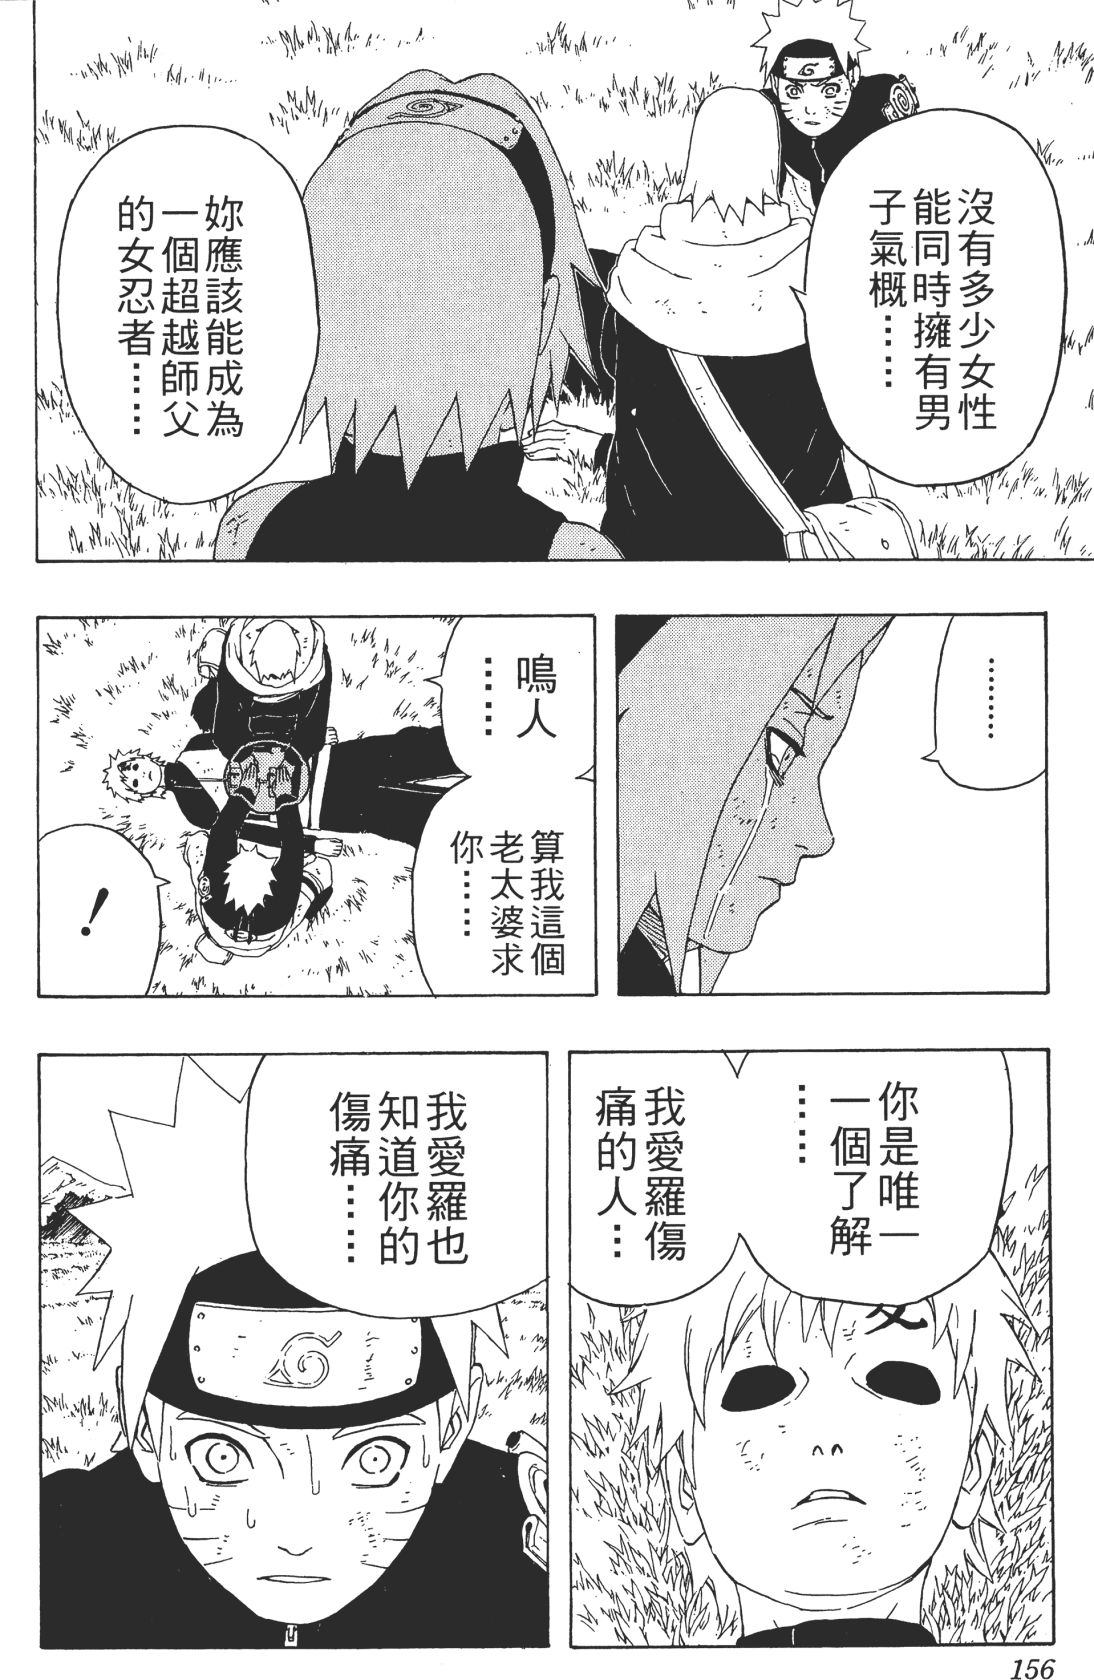 沒有多少女性
能同時擁有男
子氣概……
妳應該能成為
一個超越師父
的女忍者……
………
鳴人
……
算我這個
老太婆求
你……
！
你是唯一
一個了解
……
我愛羅傷
痛的人…
我愛羅也
知道你的
傷痛……
156